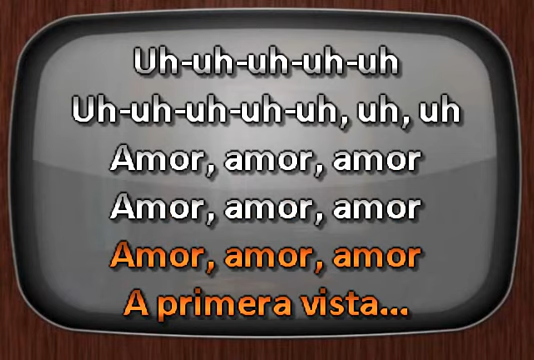 Uh-uh-uh-uh-uh
Uh-uh-uh-uh-uh, uh, uh
Amor, amor, amor
Amor, amor, amor
Amor, amor, amor
A primera vista...